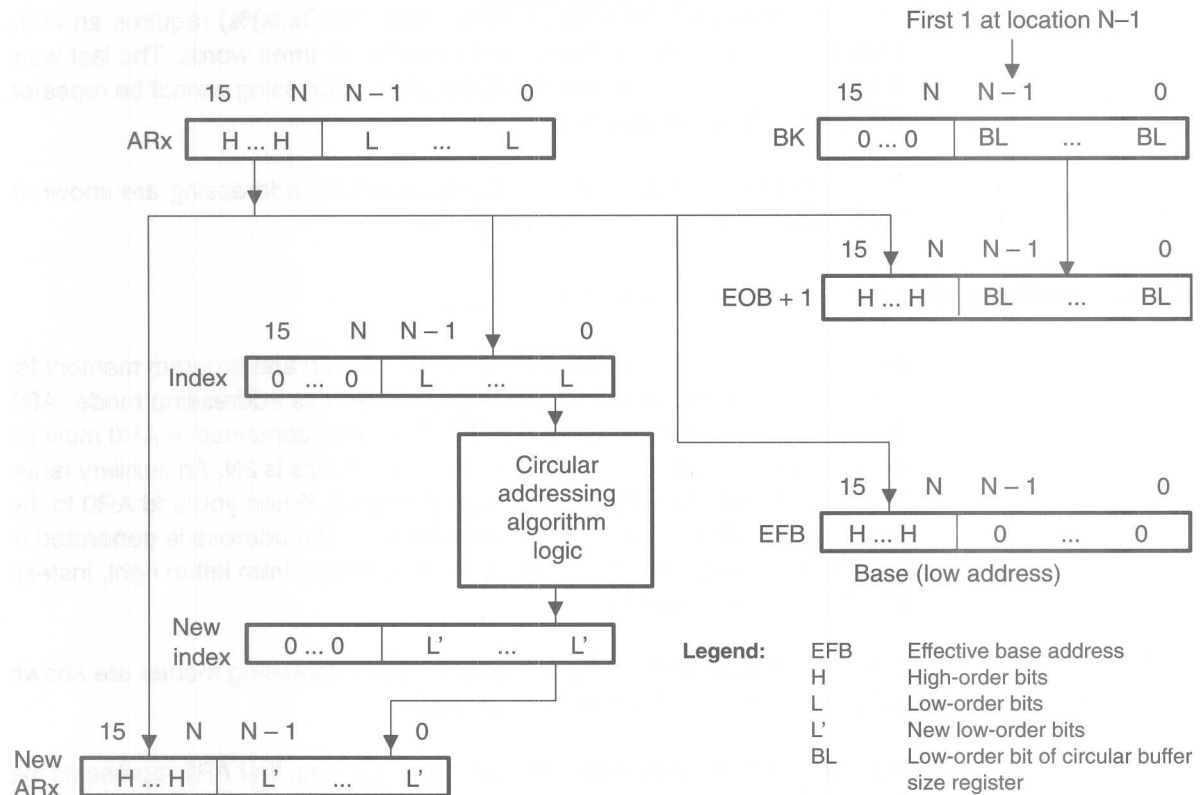 First 1 at location N–1
15 N N – 1 0
ARx H ... H L ... L
15 N N – 1 0
BK 0 ... 0 BL ... BL
15 N N – 1 0
EOB + 1 H ... H BL ... BL
15 N N – 1 0
Index 0 ... 0 L ... L
Circular
addressing
algorithm
logic
15 N N – 1 0
EFB H ... H 0 ... 0
Base (low address)
New
index 0 ... 0 L' ... L'
15 N N – 1 0
New
ARx H ... H L' ... L'
Legend: EFB Effective base address
H High-order bits
L Low-order bits
L' New low-order bits
BL Low-order bit of circular buffer
size register